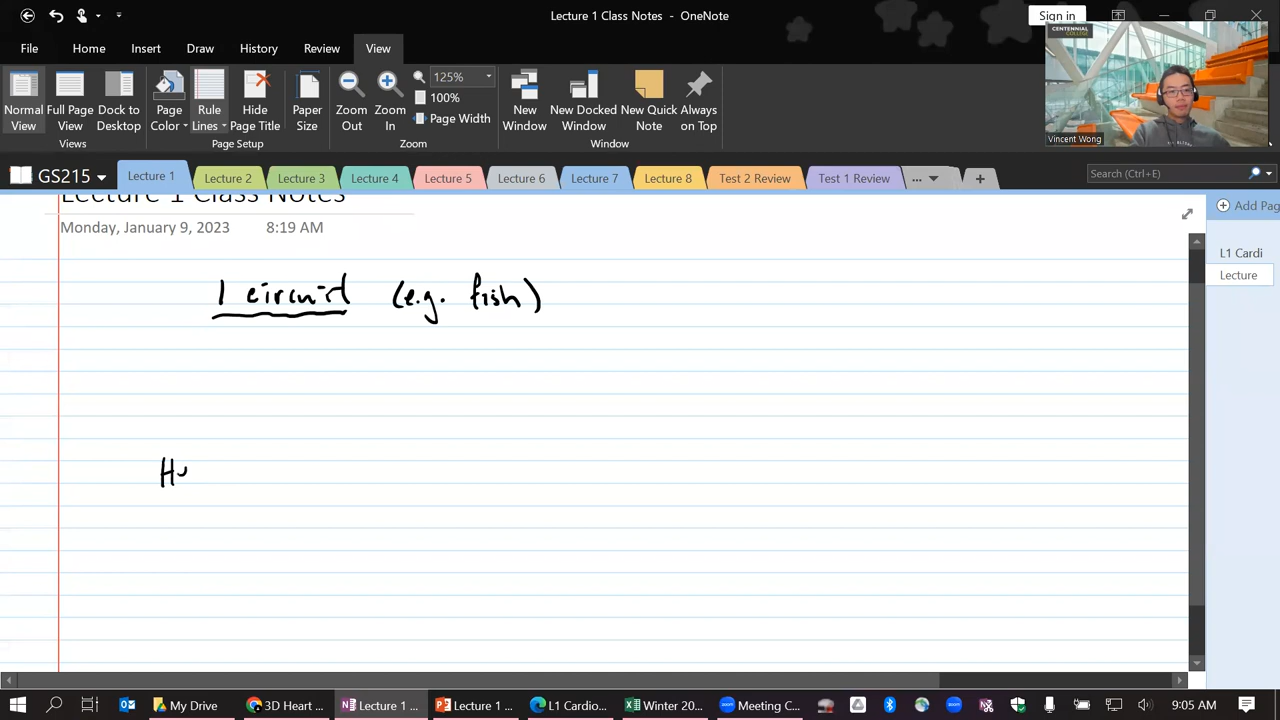 Lecture 1 Class Notes - OneNote
Sign in
File Home Insert Draw History Review View
CENTENNIAL
COLLEGE
Normal View
Full Page View
Dock to Desktop
Page Color
Rule Lines
Hide Page Title
Paper Size
Zoom Out
Zoom In
125%
100%
Page Width
New Window
New Docked Window
New Quick Note
Always on Top
Views
Page Setup
Zoom
Window
Vincent Wong
GS215
Lecture 1 Lecture 2 Lecture 3 Lecture 4 Lecture 5 Lecture 6 Lecture 7 Lecture 8 Test 2 Review Test 1 Review ...
Search (Ctrl+E)
Lecture 1 Class Notes
Monday, January 9, 2023 8:19 AM
Add Pag
L1 Cardi
Lecture
1 circuit (e.g. fish)
My Drive
3D Heart ...
Lecture 1 ...
Lecture 1 ...
Cardio...
Winter 20...
Meeting C...
9:05 AM